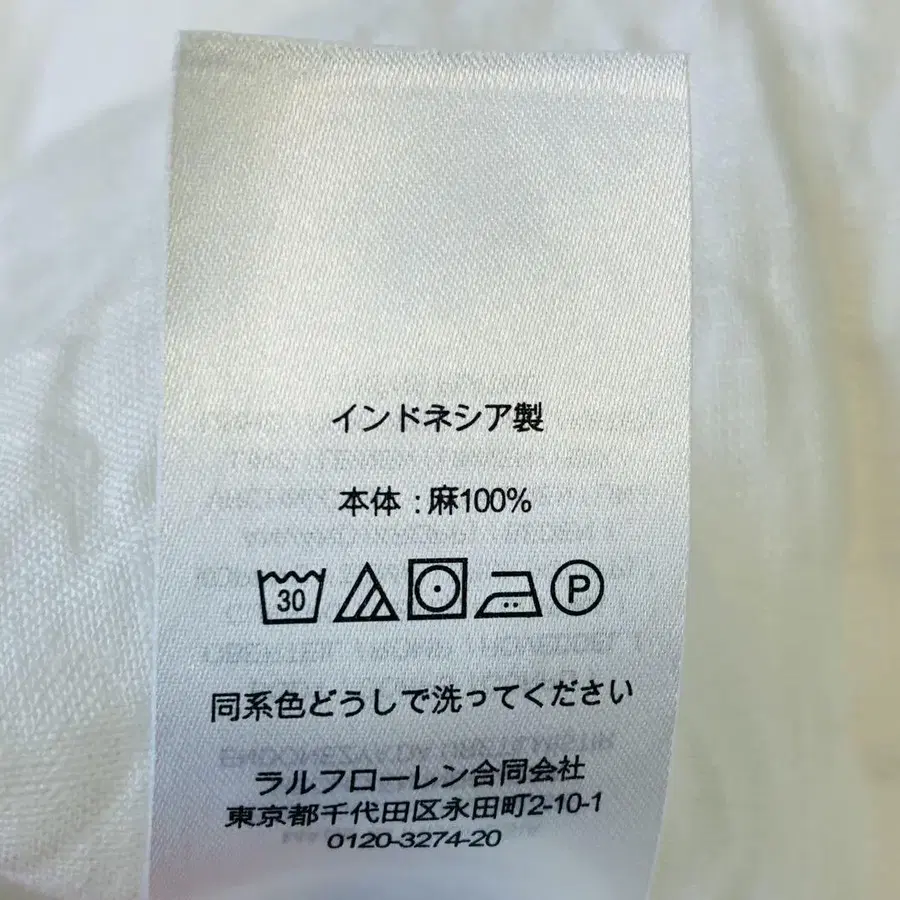 インドネシア製
本体 : 麻100%
30
P
同系色どうしで洗ってください
ラルフローレン合同会社
東京都千代田区永田町2-10-1
0120-3274-20